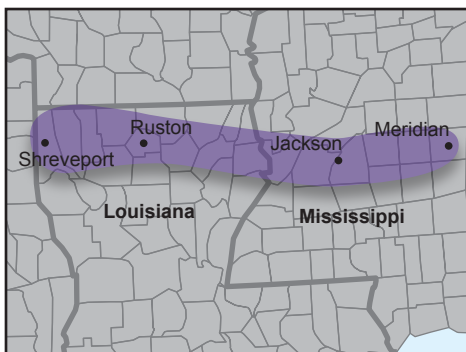 Ruston
Meridian
Shreveport
Jackson
Louisiana
Mississippi